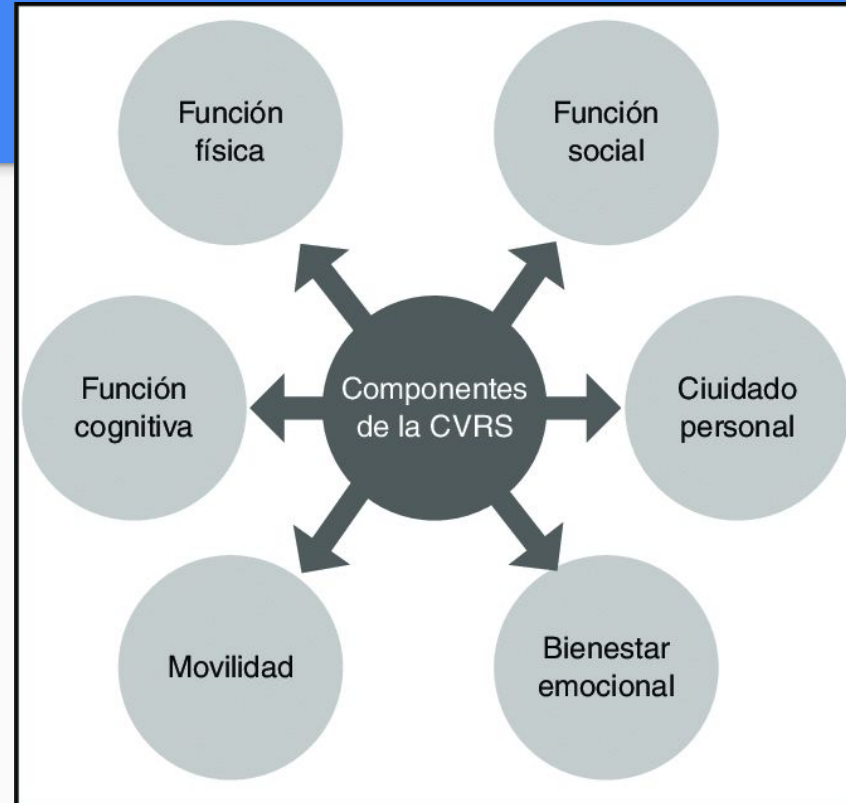 Función
física
Función
social
Función
cognitiva
Componentes
de la CVRS
Ciuidado
personal
Movilidad
Bienestar
emocional